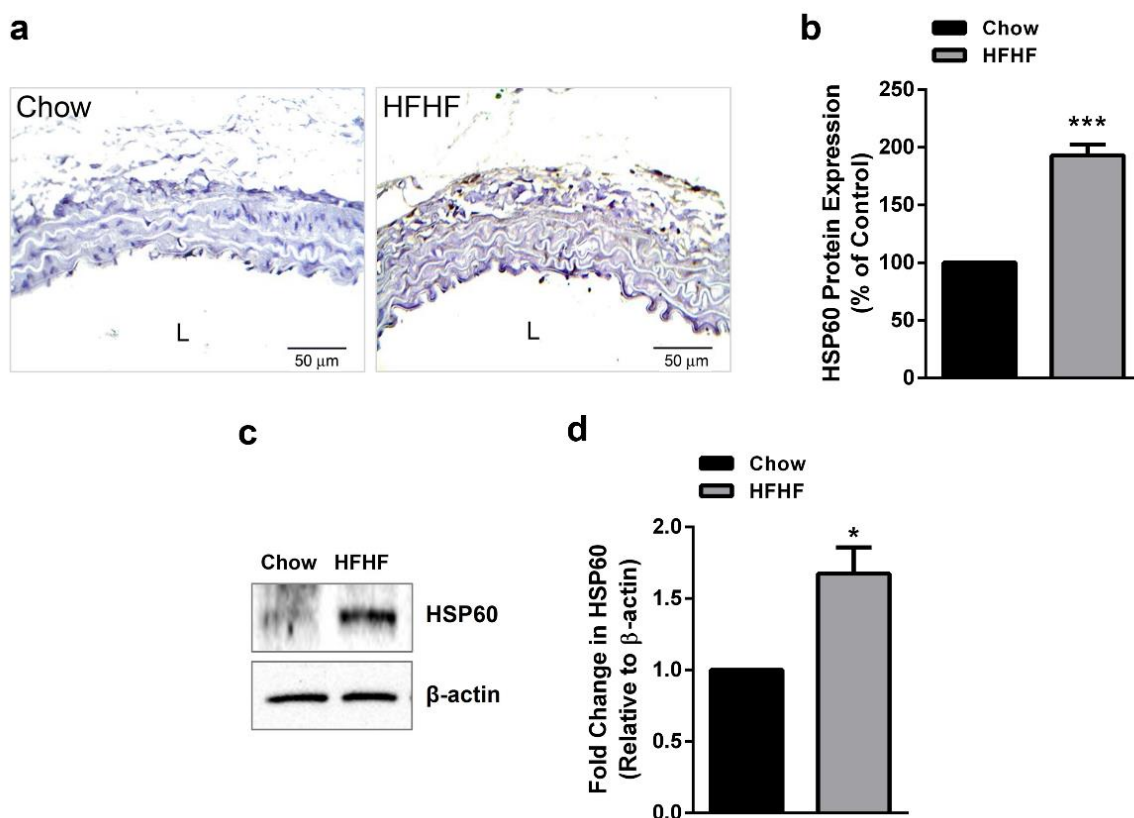 a
Chow
L
50 μm
HFHF
L
50 μm
b
Chow
HFHF
HSP60 Protein Expression
(% of Control)
250
200
150
100
50
0
***
c
Chow HFHF
HSP60
β-actin
d
Chow
HFHF
Fold Change in HSP60
(Relative to β-actin)
2.0
1.5
1.0
0.5
0.0
*